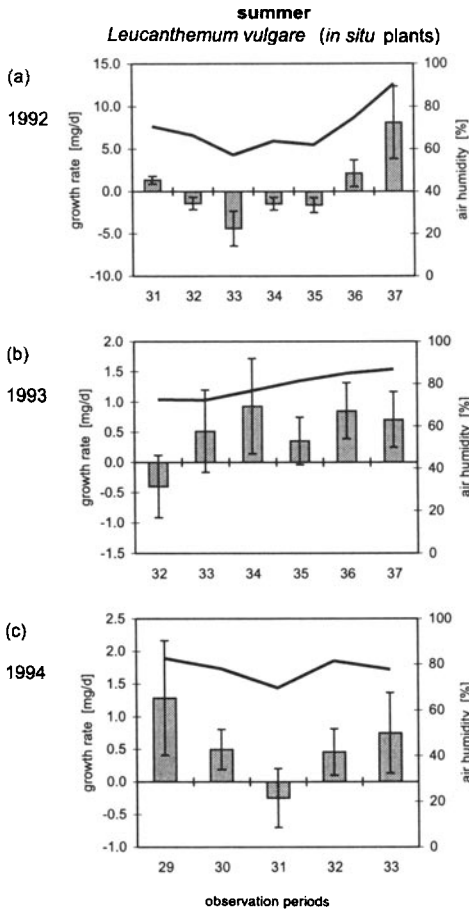 summer
Leucanthemum vulgare (in situ plants)
(a)
1992
growth rate [mg/d]
15.0
10.0
5.0
0.0
-5.0
-10.0
100
80
60
40
20
0
air humidity [%]
31 32 33 34 35 36 37
(b)
1993
growth rate [mg/d]
2.0
1.5
1.0
0.5
0.0
-0.5
-1.0
-1.5
100
80
60
40
20
0
air humidity [%]
32 33 34 35 36 37
(c)
1994
growth rate [mg/d]
2.5
2.0
1.5
1.0
0.5
0.0
-0.5
-1.0
100
80
60
40
20
0
air humidity [%]
29 30 31 32 33
observation periods